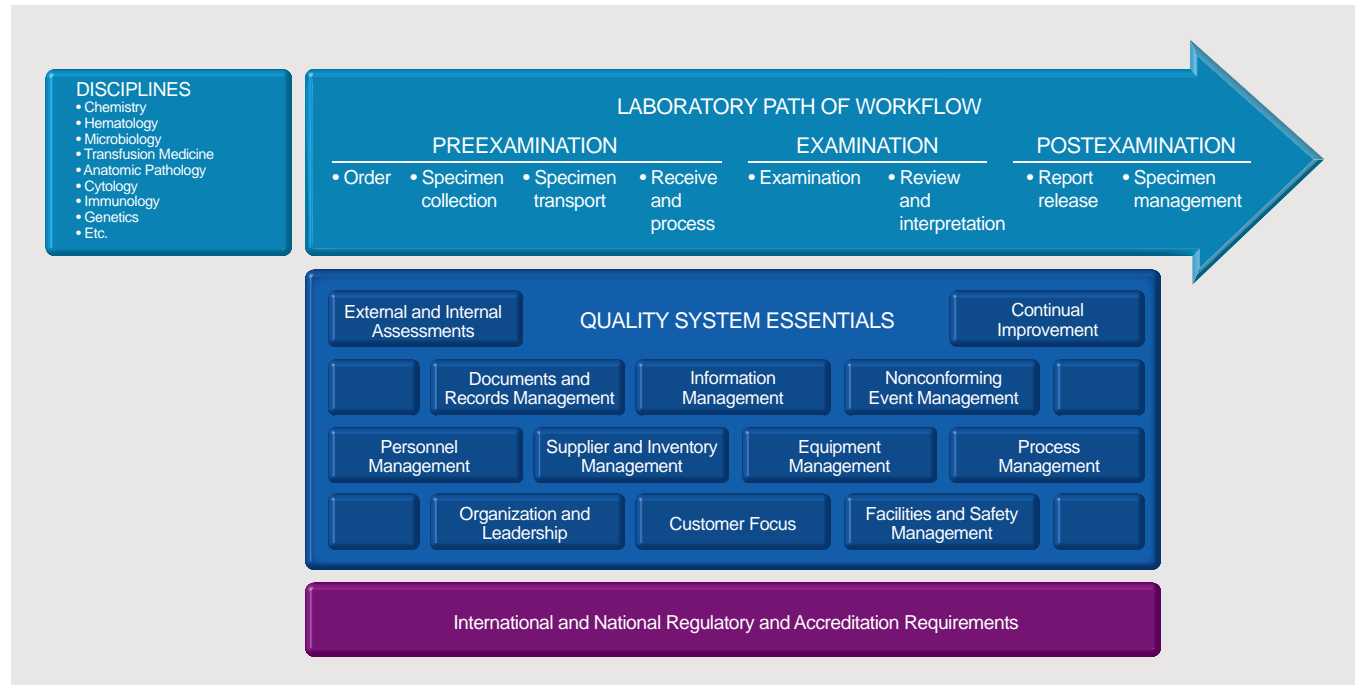 DISCIPLINES
• Chemistry
• Hematology
• Microbiology
• Transfusion Medicine
• Anatomic Pathology
• Cytology
• Immunology
• Genetics
• Etc.
LABORATORY PATH OF WORKFLOW
PREEXAMINATION
• Order
• Specimen
collection
• Specimen
transport
• Receive
and
process
EXAMINATION
• Examination
• Review
and
interpretation
POSTEXAMINATION
• Report
release
• Specimen
management
QUALITY SYSTEM ESSENTIALS
External and Internal
Assessments
Continual
Improvement
Documents and
Records Management
Information
Management
Nonconforming
Event Management
Personnel
Management
Supplier and Inventory
Management
Equipment
Management
Process
Management
Organization and
Leadership
Customer Focus
Facilities and Safety
Management
International and National Regulatory and Accreditation Requirements